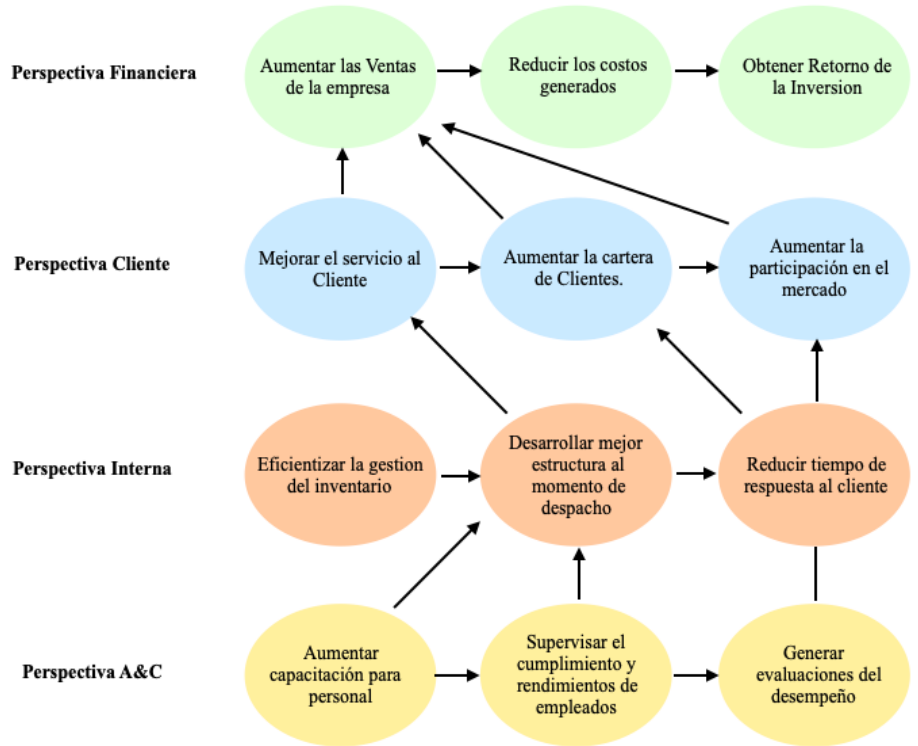 Perspectiva Financiera
Aumentar las Ventas
de la empresa
Reducir los costos
generados
Obtener Retorno de
la Inversion
Perspectiva Cliente
Mejorar el servicio al
Cliente
Aumentar la cartera
de Clientes.
Aumentar la
participación en el
mercado
Perspectiva Interna
Eficientizar la gestion
del inventario
Desarrollar mejor
estructura al
momento de
despacho
Reducir tiempo de
respuesta al cliente
Perspectiva A&C
Aumentar
capacitación para
personal
Supervisar el
cumplimiento y
rendimientos de
empleados
Generar
evaluaciones del
desempeño